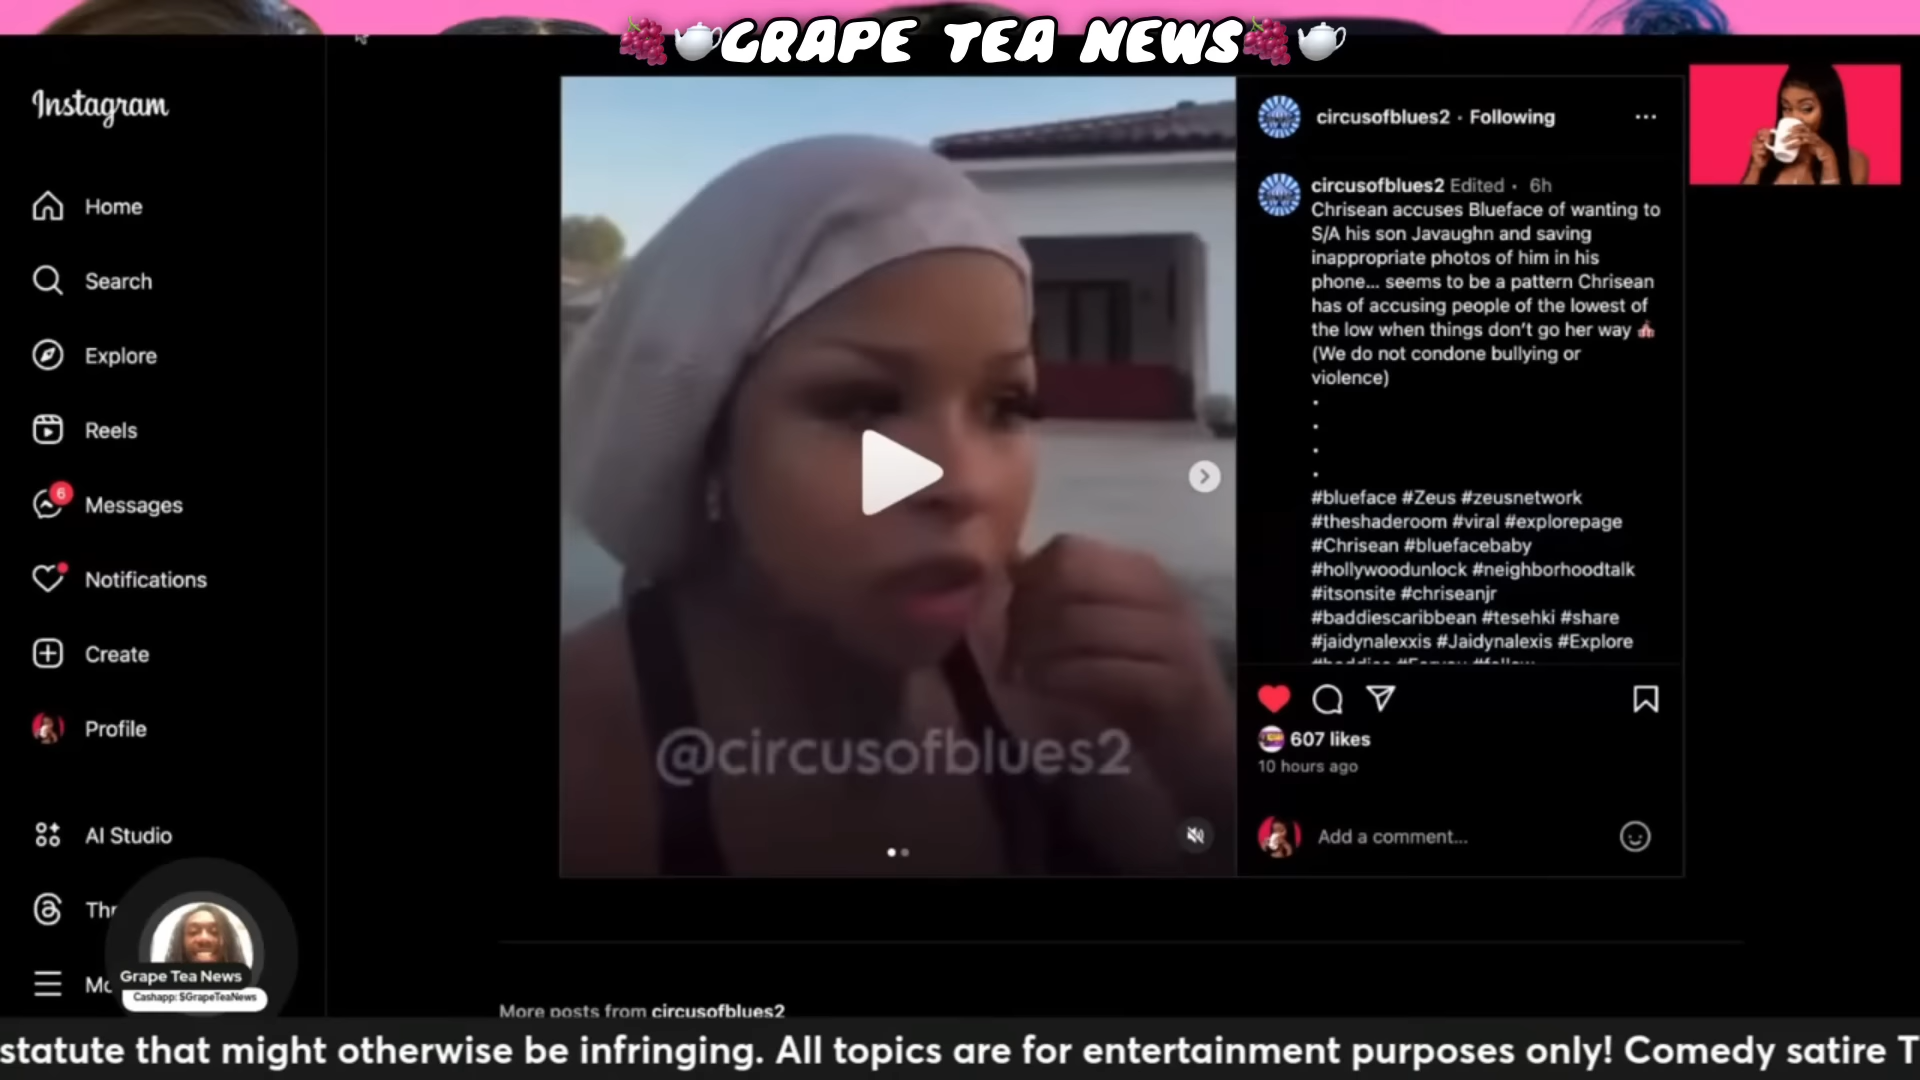 GRAPE TEA NEWS
Instagram
Home
Search
Explore
Reels
6
Messages
Notifications
Create
Profile
AI Studio
Grape Tea News
Cashapp: $GrapeTeaNews
@circusofblues2
circusofblues2 · Following
circusofblues2 Edited · 6h
Chrisean accuses Blueface of wanting to
S/A his son Javaughn and saving
inappropriate photos of him in his
phone... seems to be a pattern Chrisean
has of accusing people of the lowest of
the low when things don't go her way 🎪
(We do not condone bullying or
violence)
.
.
.
.
#blueface #Zeus #zeusnetwork
#theshaderoom #viral #explorepage
#Chrisean #bluefacebaby
#hollywoodunlock #neighborhoodtalk
#itsonsite #chriseanjr
#baddiescaribbean #tesehki #share
#jaidynalexxis #Jaidynalexis #Explore
607 likes
10 hours ago
Add a comment...
More posts from circusofblues2
statute that might otherwise be infringing. All topics are for entertainment purposes only! Comedy satire T